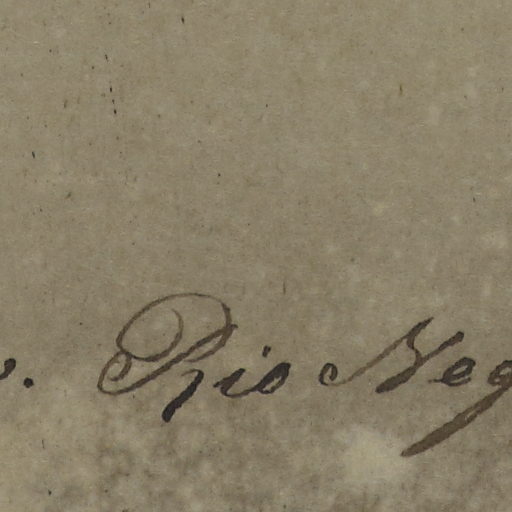 . Rio Neg